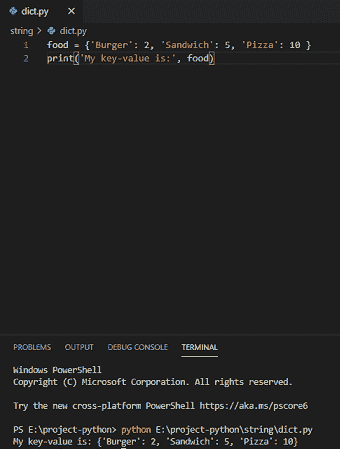 dict.py
string > dict.py
1 food = {'Burger': 2, 'Sandwich': 5, 'Pizza': 10 }
2 print('My key-value is:', food)
PROBLEMS OUTPUT DEBUG CONSOLE TERMINAL
Windows PowerShell
Copyright (C) Microsoft Corporation. All rights reserved.
Try the new cross-platform PowerShell https://aka.ms/pscore6
PS E:\project-python> python E:\project-python\string\dict.py
My key-value is: {'Burger': 2, 'Sandwich': 5, 'Pizza': 10}